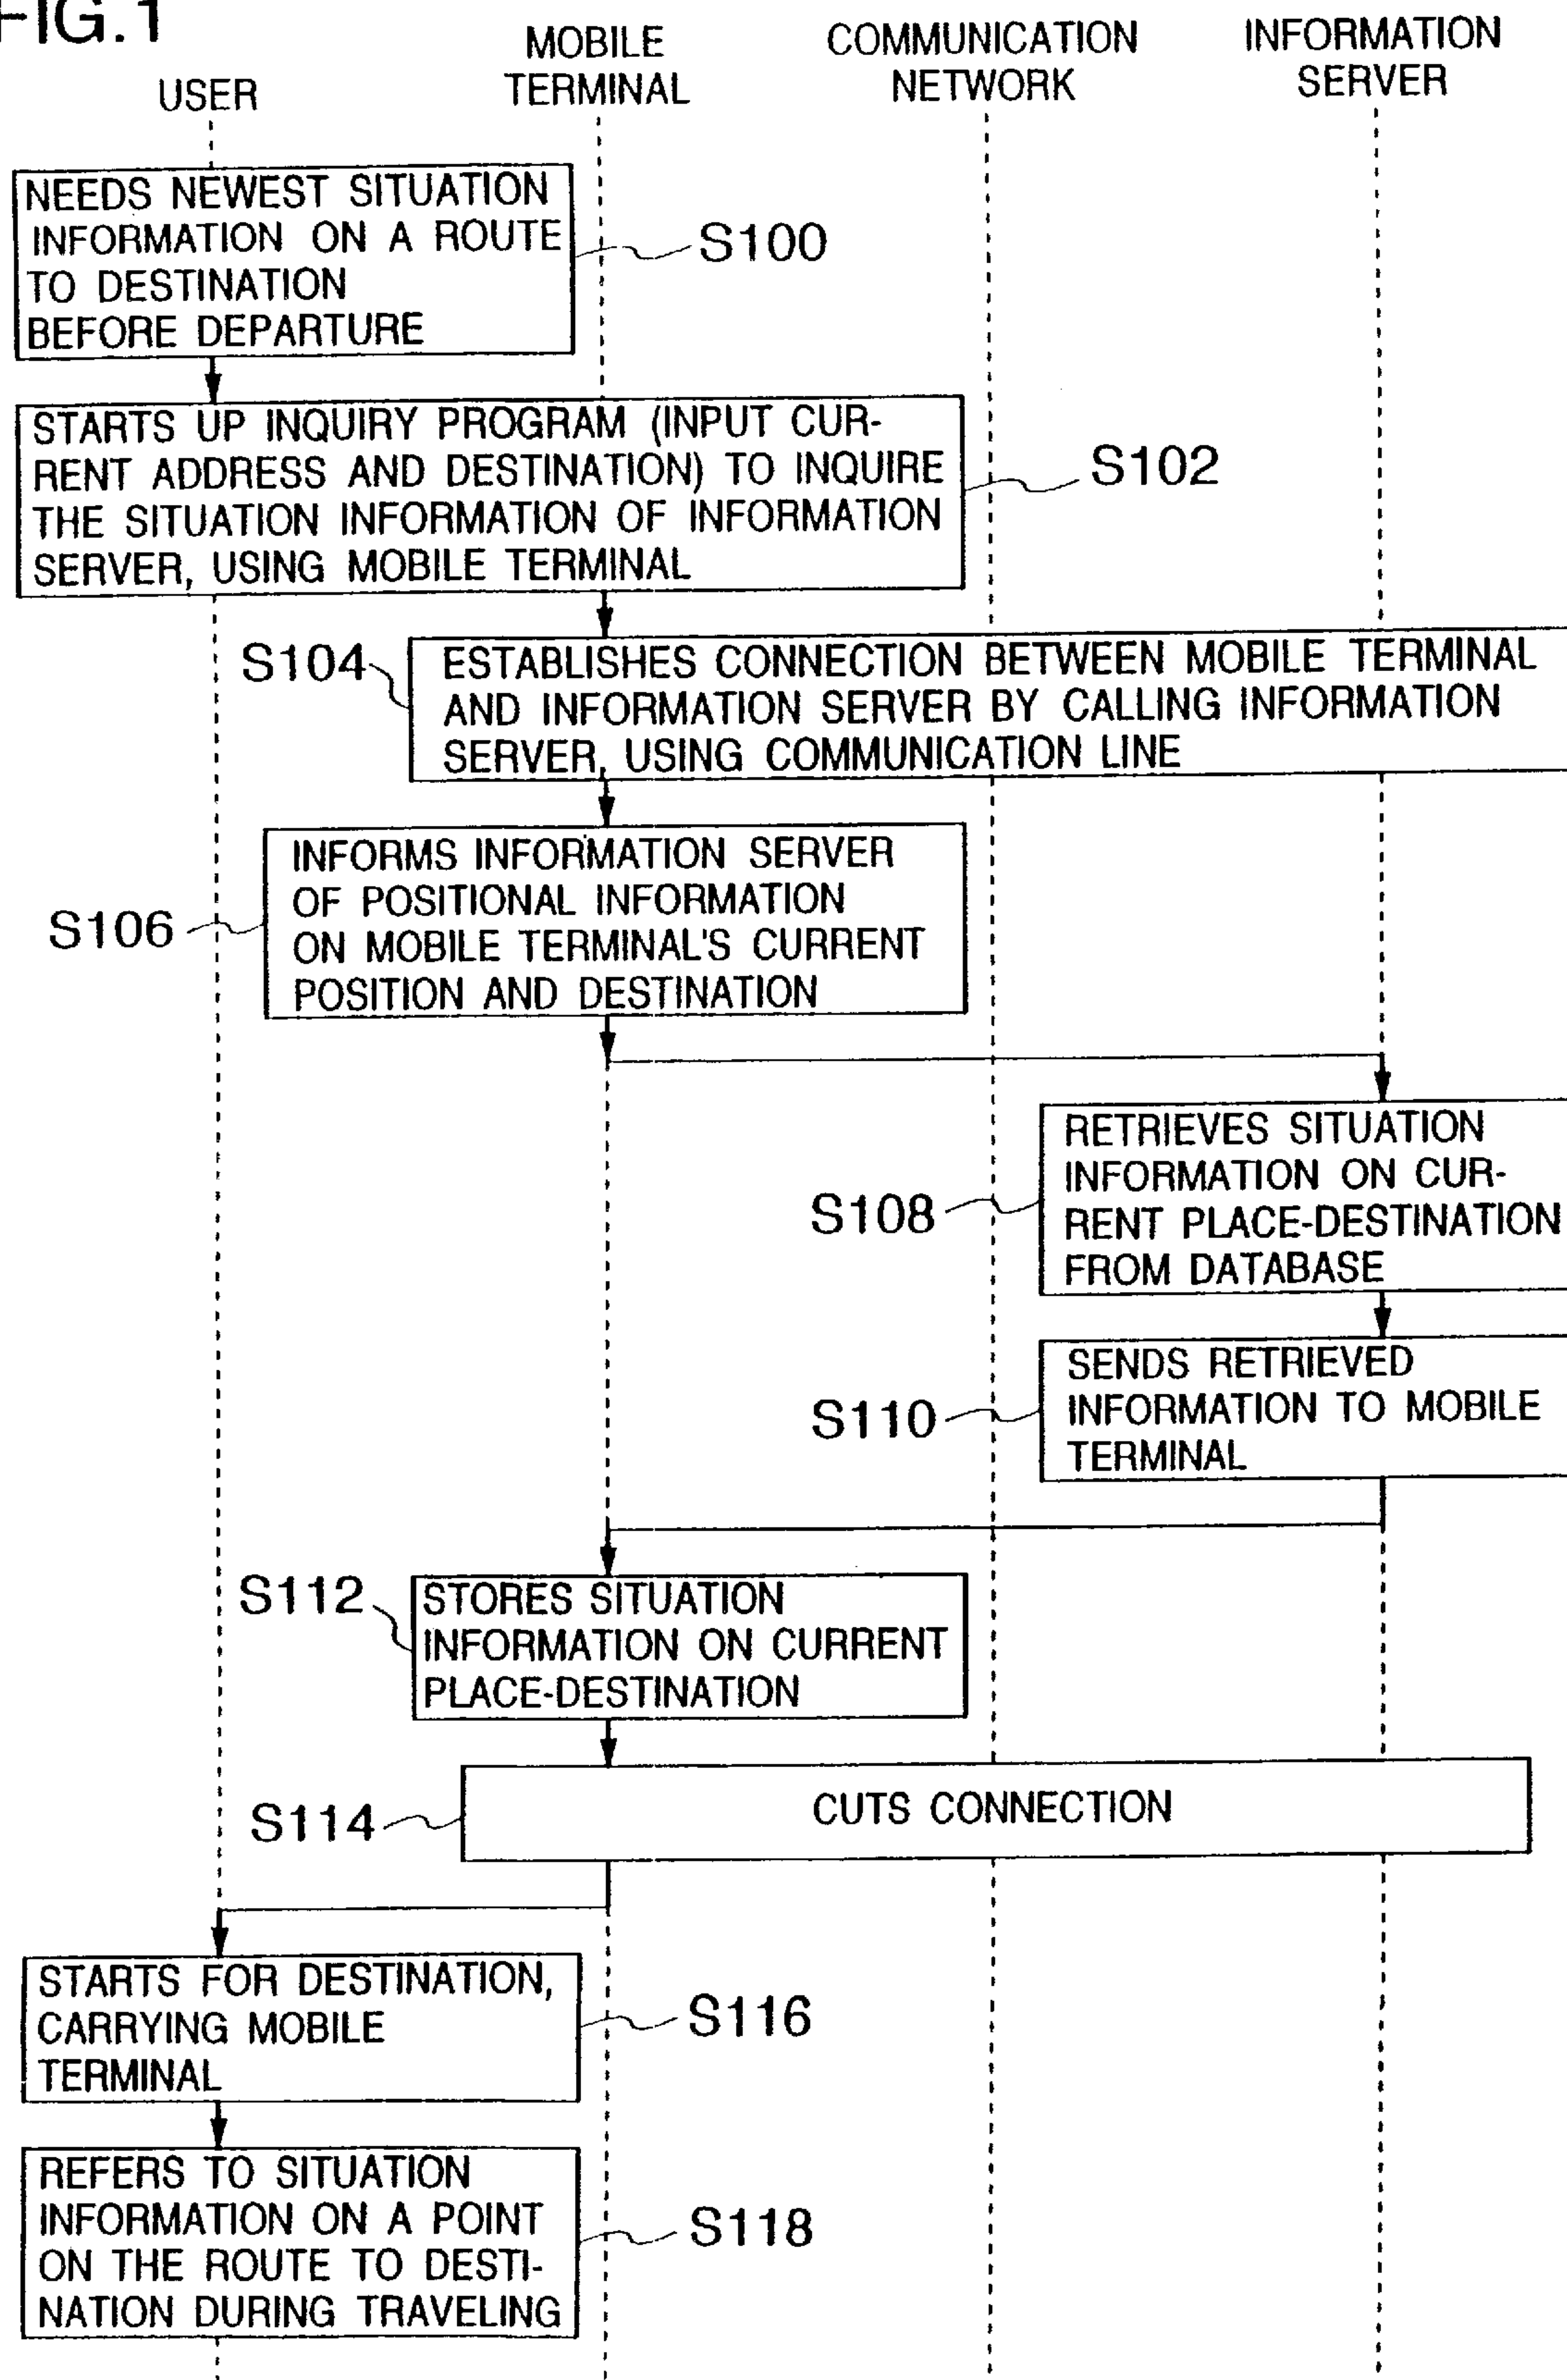 FIG.1
USER
MOBILE
TERMINAL
COMMUNICATION
NETWORK
INFORMATION
SERVER
NEEDS NEWEST SITUATION
INFORMATION ON A ROUTE
TO DESTINATION
BEFORE DEPARTURE
S100
STARTS UP INQUIRY PROGRAM (INPUT CUR-
RENT ADDRESS AND DESTINATION) TO INQUIRE
THE SITUATION INFORMATION OF INFORMATION
SERVER, USING MOBILE TERMINAL
S102
S104
ESTABLISHES CONNECTION BETWEEN MOBILE TERMINAL
AND INFORMATION SERVER BY CALLING INFORMATION
SERVER, USING COMMUNICATION LINE
S106
INFORMS INFORMATION SERVER
OF POSITIONAL INFORMATION
ON MOBILE TERMINAL'S CURRENT
POSITION AND DESTINATION
S108
RETRIEVES SITUATION
INFORMATION ON CUR-
RENT PLACE-DESTINATION
FROM DATABASE
S110
SENDS RETRIEVED
INFORMATION TO MOBILE
TERMINAL
S112
STORES SITUATION
INFORMATION ON CURRENT
PLACE-DESTINATION
S114
CUTS CONNECTION
STARTS FOR DESTINATION,
CARRYING MOBILE
TERMINAL
S116
REFERS TO SITUATION
INFORMATION ON A POINT
ON THE ROUTE TO DESTI-
NATION DURING TRAVELING
S118